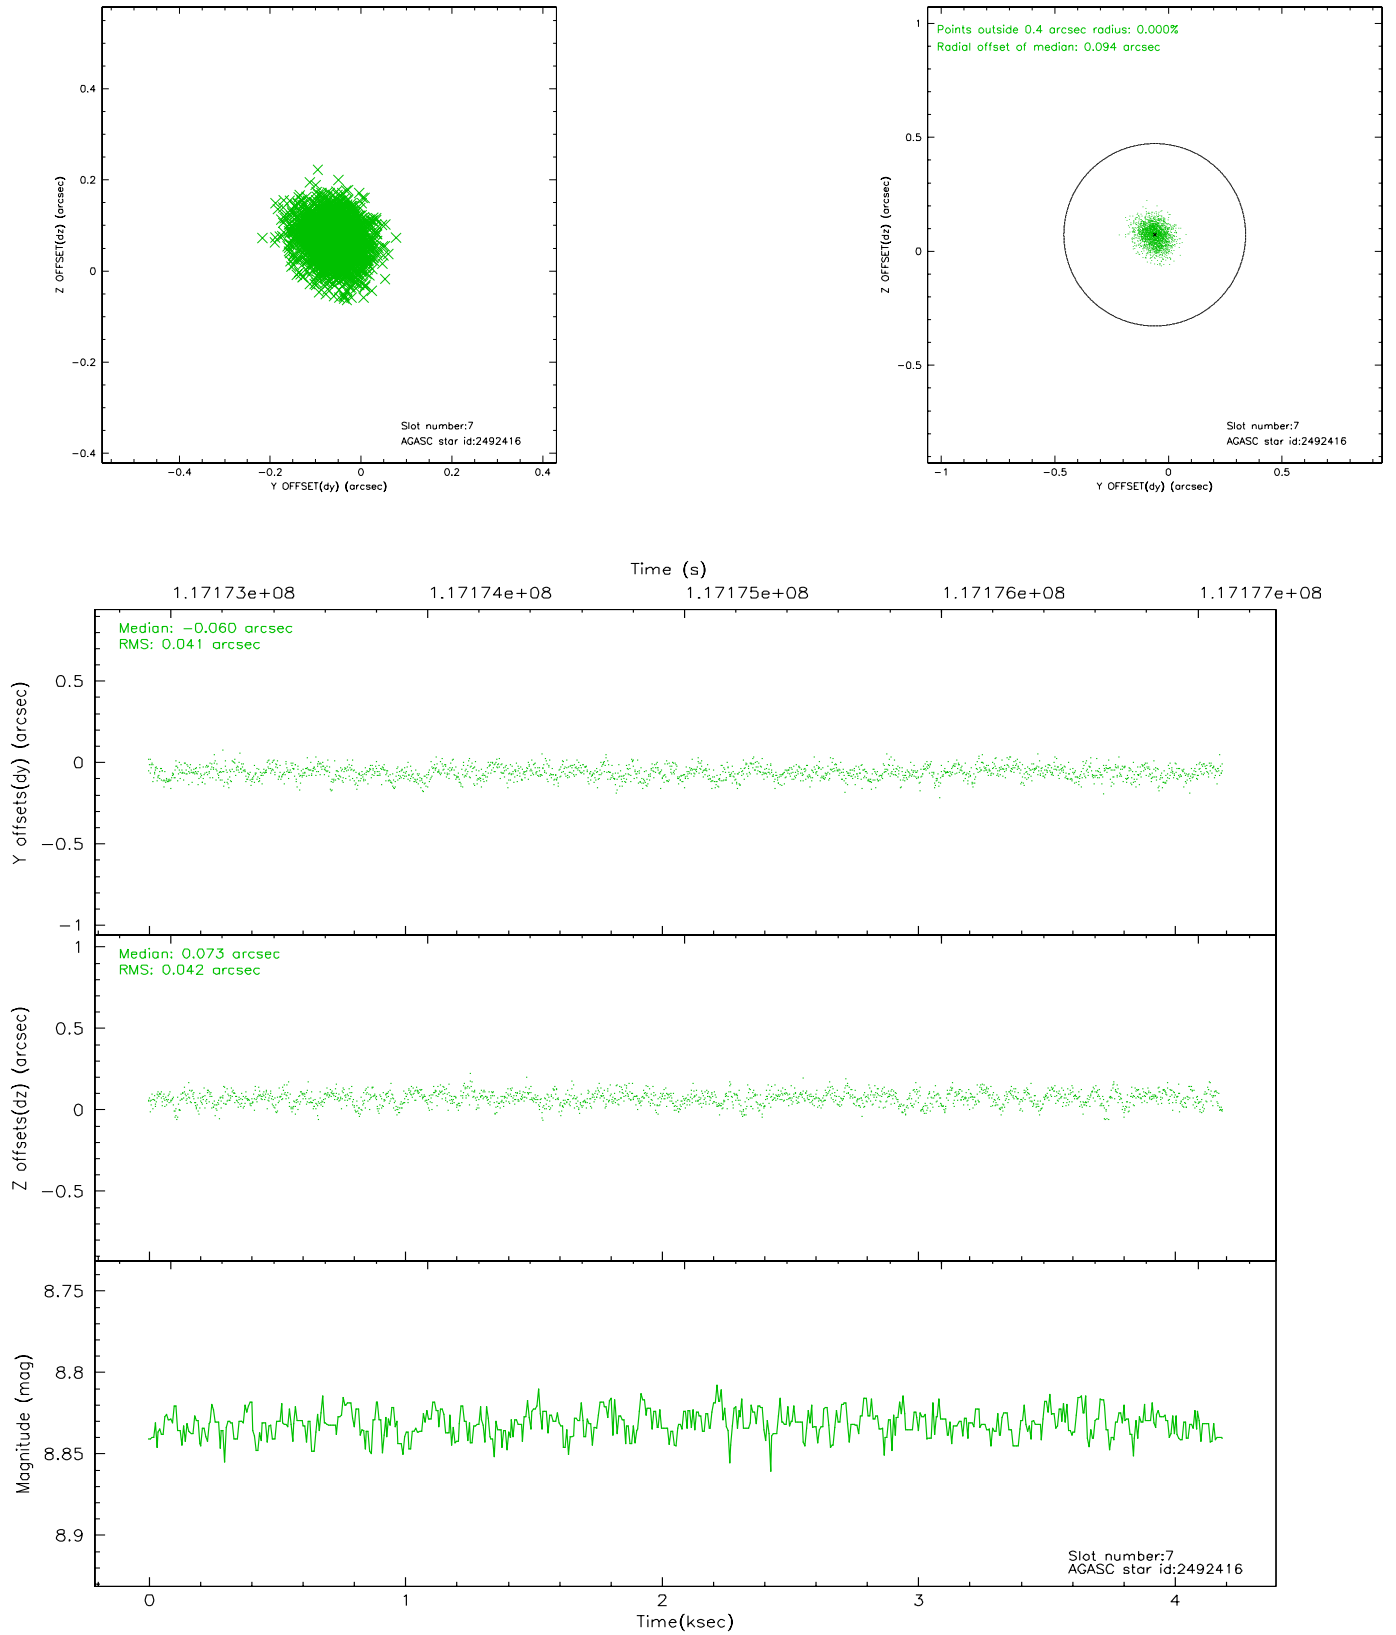 0.4
0.2
0
−0.2
−0.4
Z OFFSET(dz) (arcsec)
Slot number:7
AGASC star id:2492416
−0.4 −0.2 0 0.2 0.4
Y OFFSET(dy) (arcsec)
Points outside 0.4 arcsec radius: 0.000%
Radial offset of median: 0.094 arcsec
1
0.5
0
−0.5
Z OFFSET(dz) (arcsec)
Slot number:7
AGASC star id:2492416
−1 −0.5 0 0.5
Y OFFSET(dy) (arcsec)
Time (s)
1.17173e+08 1.17174e+08 1.17175e+08 1.17176e+08 1.17177e+08
Median: −0.060 arcsec
RMS: 0.041 arcsec
0.5
0
−0.5
−1
Y offsets(dy) (arcsec)
Median: 0.073 arcsec
RMS: 0.042 arcsec
1
0.5
0
−0.5
Z offsets(dz) (arcsec)
8.75
8.8
8.85
8.9
Magnitude (mag)
Slot number:7
AGASC star id:2492416
0 1 2 3 4
Time(ksec)